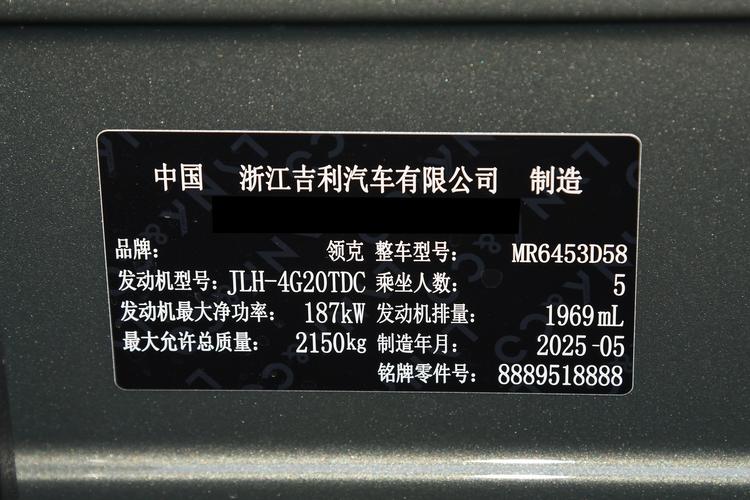 中国 浙江吉利汽车有限公司 制造
品牌: 领克 整车型号: MR6453D58
发动机型号: JLH-4G20TDC 乘坐人数: 5
发动机最大净功率: 187kW 发动机排量: 1969mL
最大允许总质量: 2150kg 制造年月: 2025-05
铭牌零件号: 8889518888